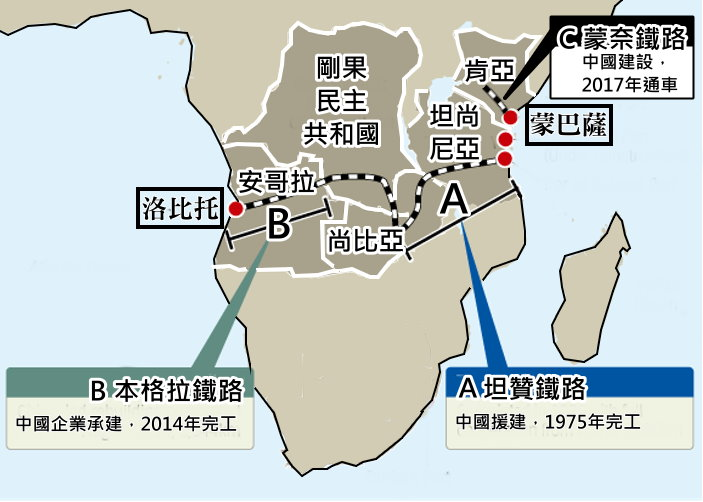 C 蒙奈鐵路
中國建設，
2017年通車
肯亞
剛果
民主
共和國
坦尚
尼亞
蒙巴薩
安哥拉
洛比托
B
A
尚比亞
B 本格拉鐵路
中國企業承建，2014年完工
A 坦贊鐵路
中國援建，1975年完工